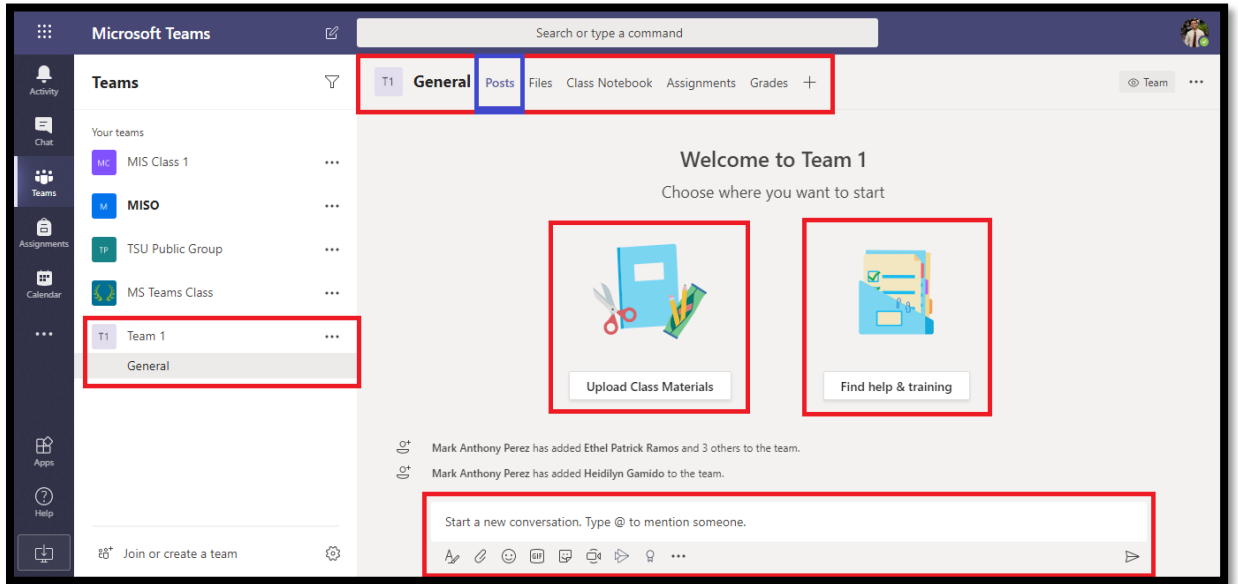 Microsoft Teams
Search or type a command
Activity
Chat
Teams
Assignments
Calendar
Apps
Help
Teams
Your teams
MC MIS Class 1
M MISO
TP TSU Public Group
MS Teams Class
T1 Team 1
General
Join or create a team
T1 General Posts Files Class Notebook Assignments Grades
Team
Welcome to Team 1
Choose where you want to start
Upload Class Materials
Find help & training
Mark Anthony Perez has added Ethel Patrick Ramos and 3 others to the team.
Mark Anthony Perez has added Heidilyn Gamido to the team.
Start a new conversation. Type @ to mention someone.
GIF